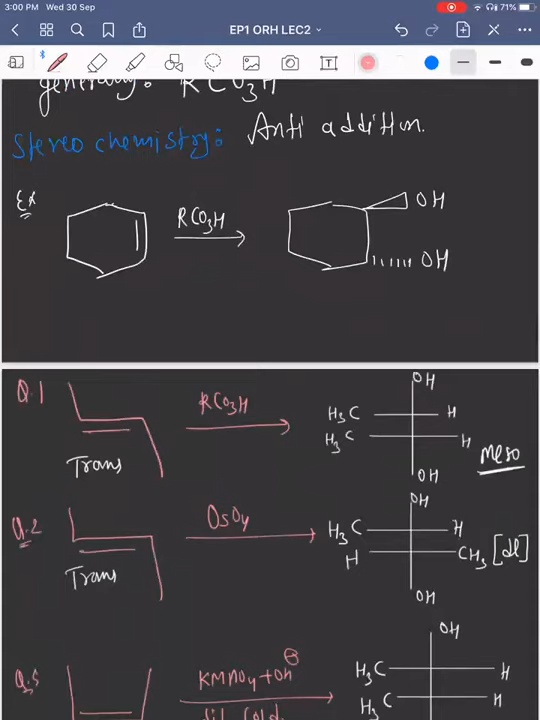 3:00 PM Wed 30 Sep 71%
EP1 ORH LEC2
generally: RCO3H
Stereo chemistry: Anti addition.
Ex
RCO3H
OH
OH
Q.1
RCO3H
Trans
OH
H3C H
H3C H
OH
meso
Q.2
OsO4
Trans
OH
H3C H
H CH3 [dl]
OH
Q.3
KMnO4 + OH⊖
dil. Cold
OH
H3C H
H3C H